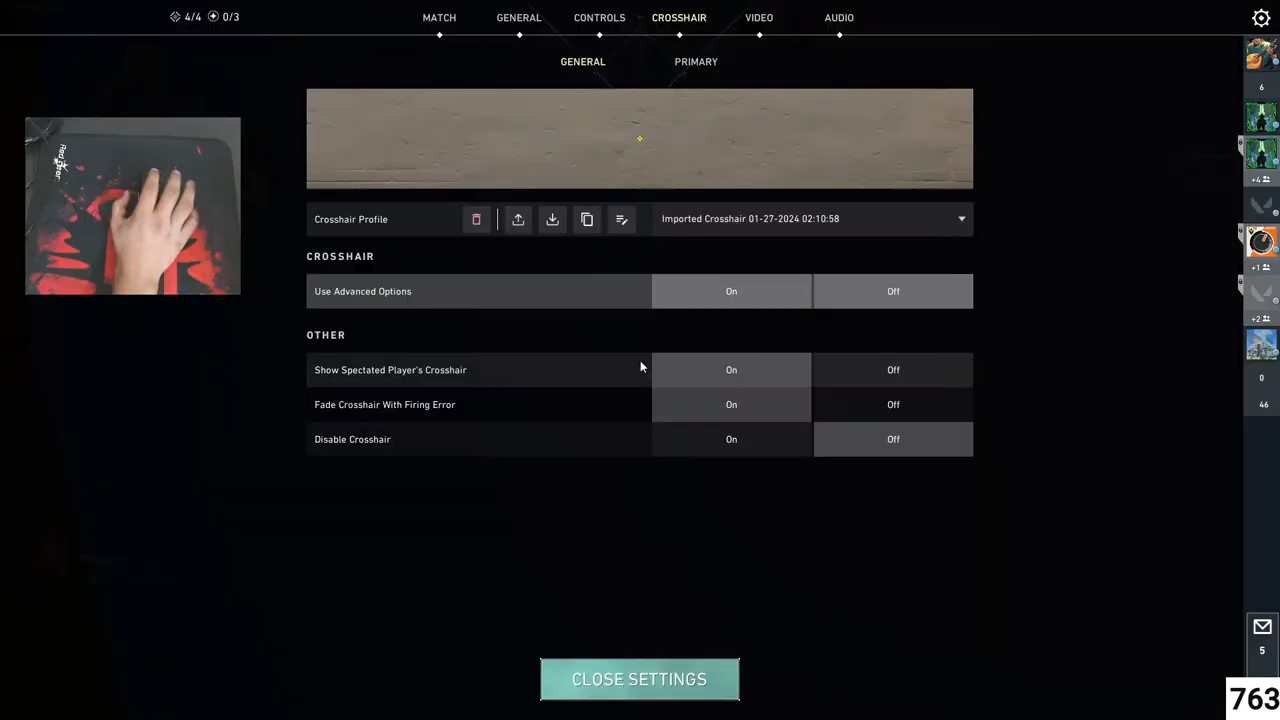 4/4 0/3
MATCH GENERAL CONTROLS CROSSHAIR VIDEO AUDIO
GENERAL PRIMARY
Crosshair Profile Imported Crosshair 01-27-2024 02:10:58
CROSSHAIR
Use Advanced Options On Off
OTHER
Show Spectated Player's Crosshair On Off
Fade Crosshair With Firing Error On Off
Disable Crosshair On Off
CLOSE SETTINGS
6
+4
+1
+2
0
46
5
763